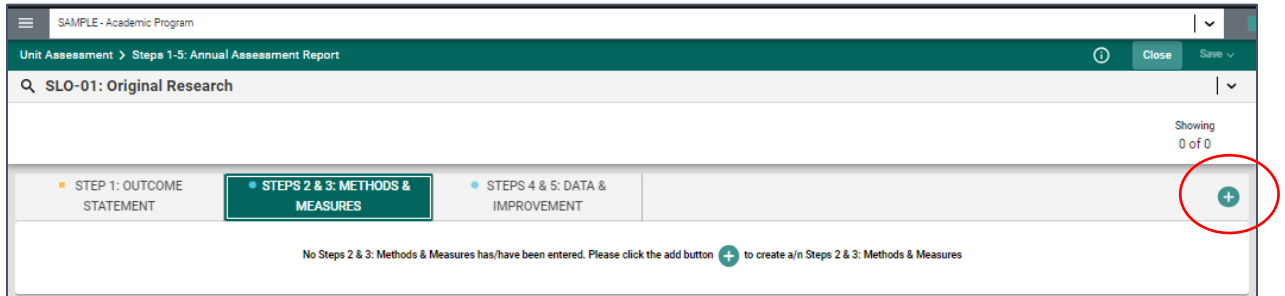 SAMPLE - Academic Program
Unit Assessment > Steps 1-5: Annual Assessment Report
Close
Save
SLO-01: Original Research
Showing
0 of 0
STEP 1: OUTCOME
STATEMENT
STEPS 2 & 3: METHODS &
MEASURES
STEPS 4 & 5: DATA &
IMPROVEMENT
No Steps 2 & 3: Methods & Measures has/have been entered. Please click the add button + to create a/n Steps 2 & 3: Methods & Measures